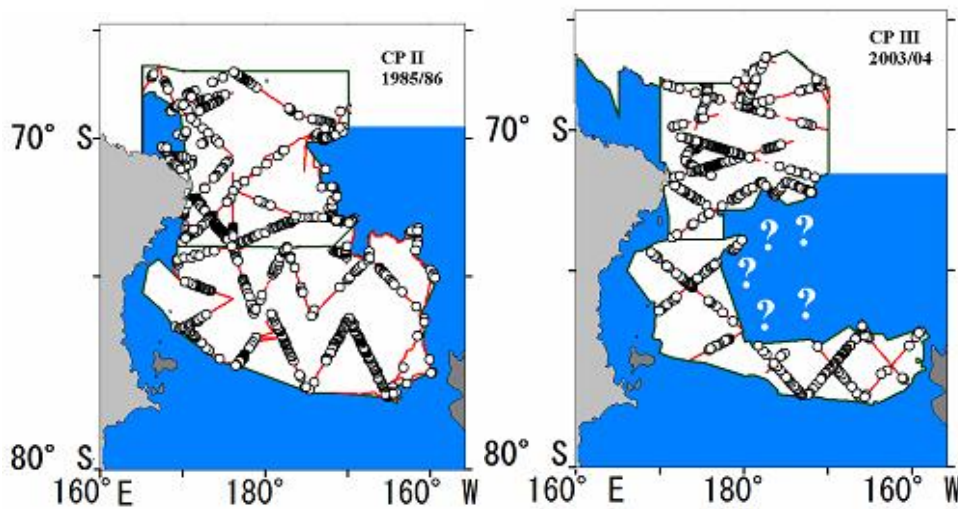 CP II
1985/86
70° S
80° S
160° E
180°
160° W
CP III
2003/04
70° S
? ?
?
? ?
80° S
160° E
180°
160° W